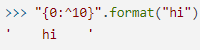 >>> "{0:^10}".format("hi")
'    hi    '